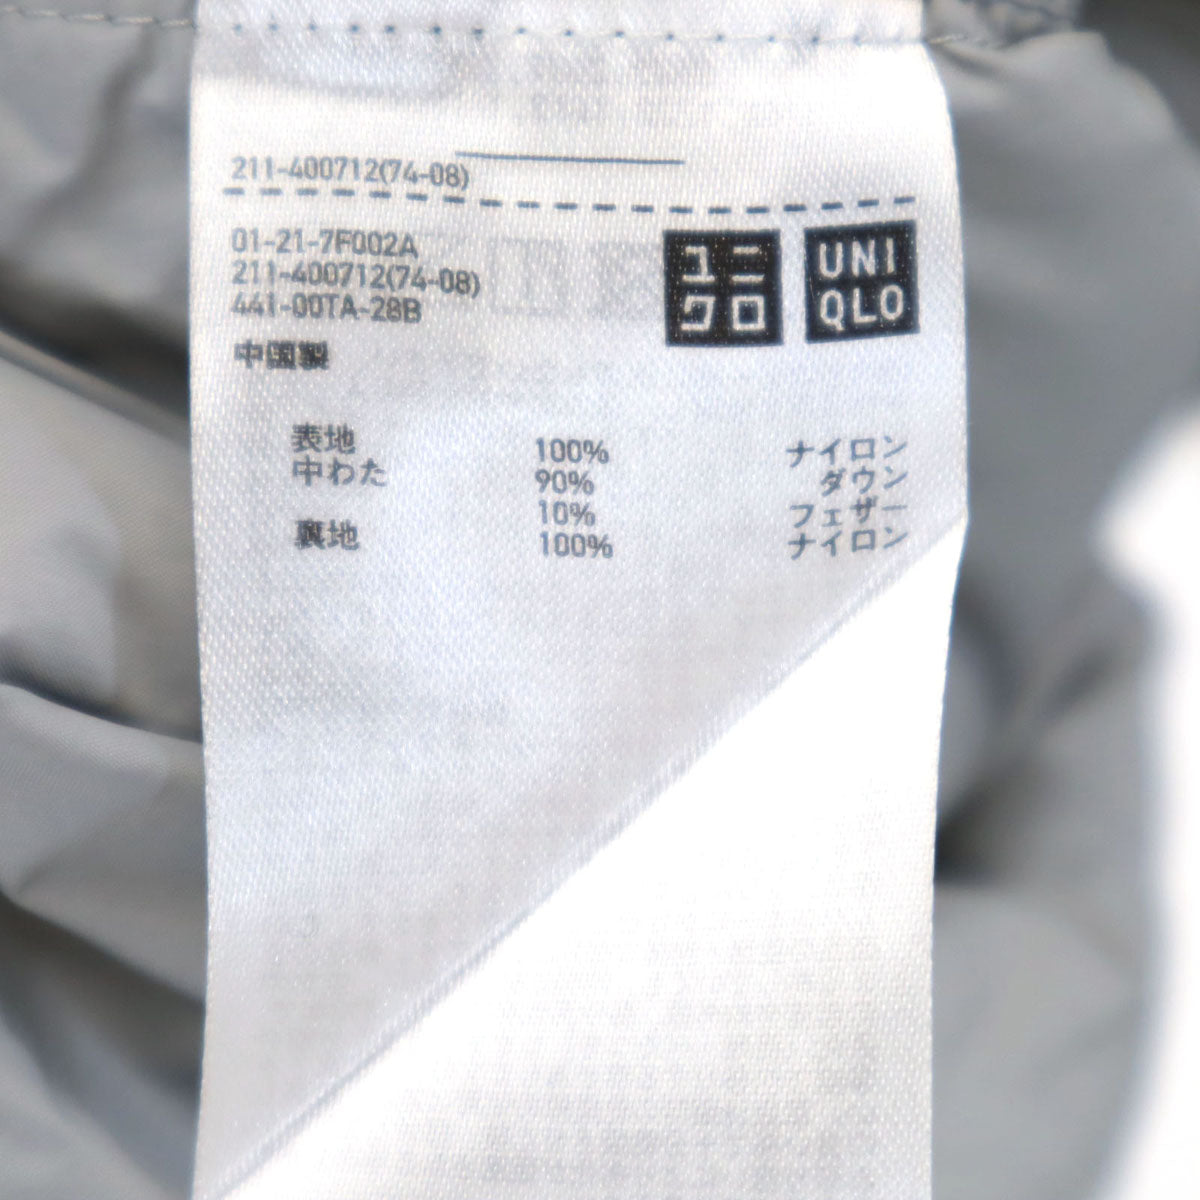 211-400712(74-08)
01-21-7F002A
211-400712(74-08)
441-00TA-28B
中国製
ユニ
クロ
UNI
QLO
表地 100% ナイロン
中わた 90% ダウン
10% フェザー
裏地 100% ナイロン